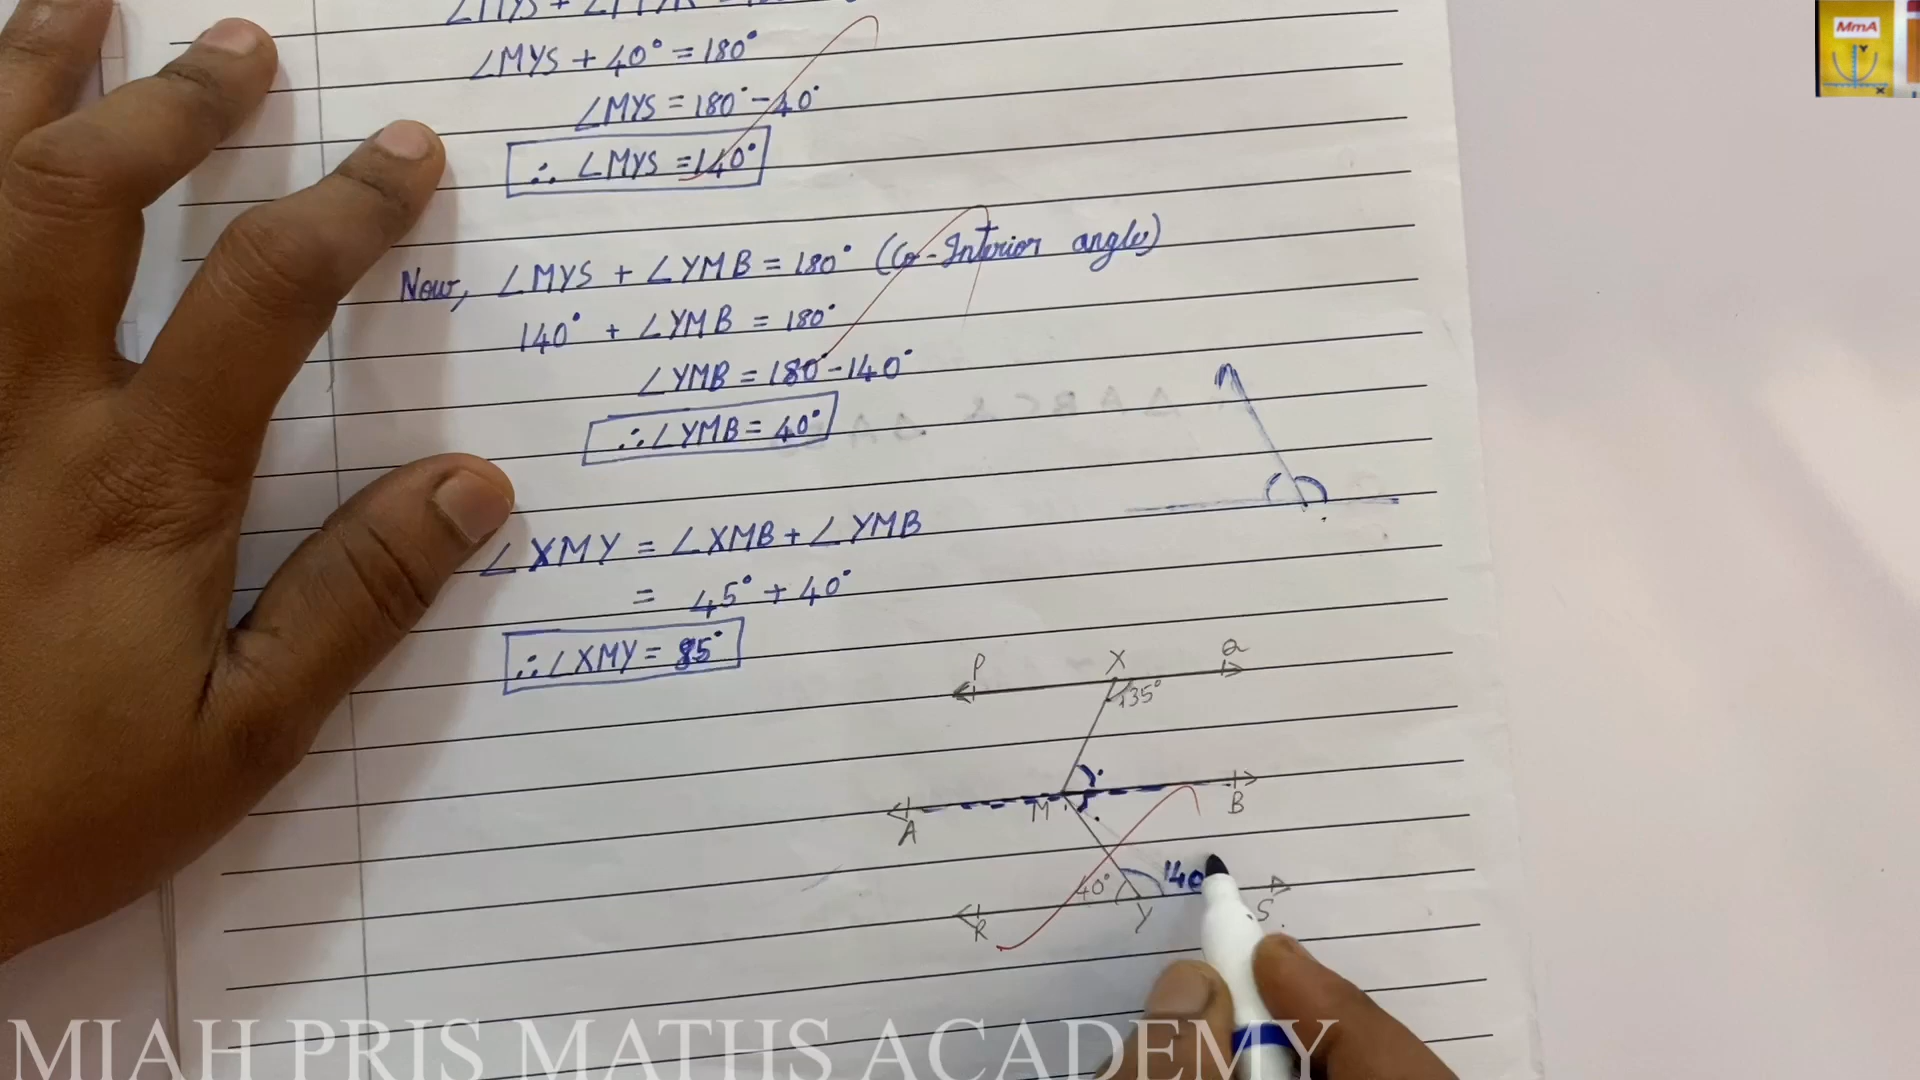 ∠MYS + 40° = 180°
∠MYS = 180° - 40°
∴ ∠MYS = 140°
Now, ∠MYS + ∠YMB = 180° (Co-Interior angle)
140° + ∠YMB = 180°
∠YMB = 180° - 140°
∴ ∠YMB = 40°
∠XMY = ∠XMB + ∠YMB
= 45° + 40°
∴ ∠XMY = 85°
P X Q
135°
A M B
40° 140
R Y S
MmA
Y
X
MIAH PRIS MATHS ACADEMY